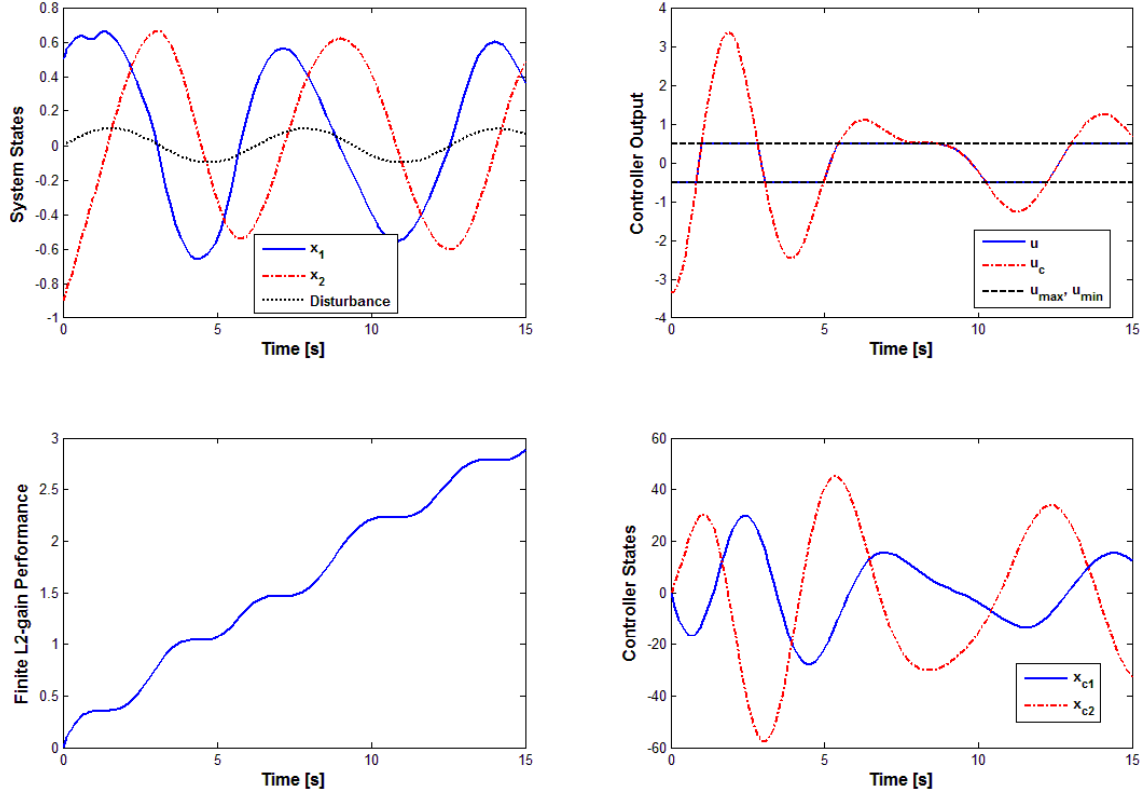 0.8
0.6
0.4
0.2
0
-0.2
-0.4
-0.6
-0.8
-1
System States
x1
x2
Disturbance
0 5 10 15
Time [s]
4
3
2
1
0
-1
-2
-3
-4
Controller Output
u
uc
umax, umin
0 5 10 15
Time [s]
3
2.5
2
1.5
1
0.5
0
Finite L2-gain Performance
0 5 10 15
Time [s]
60
40
20
0
-20
-40
-60
Controller States
xc1
xc2
0 5 10 15
Time [s]